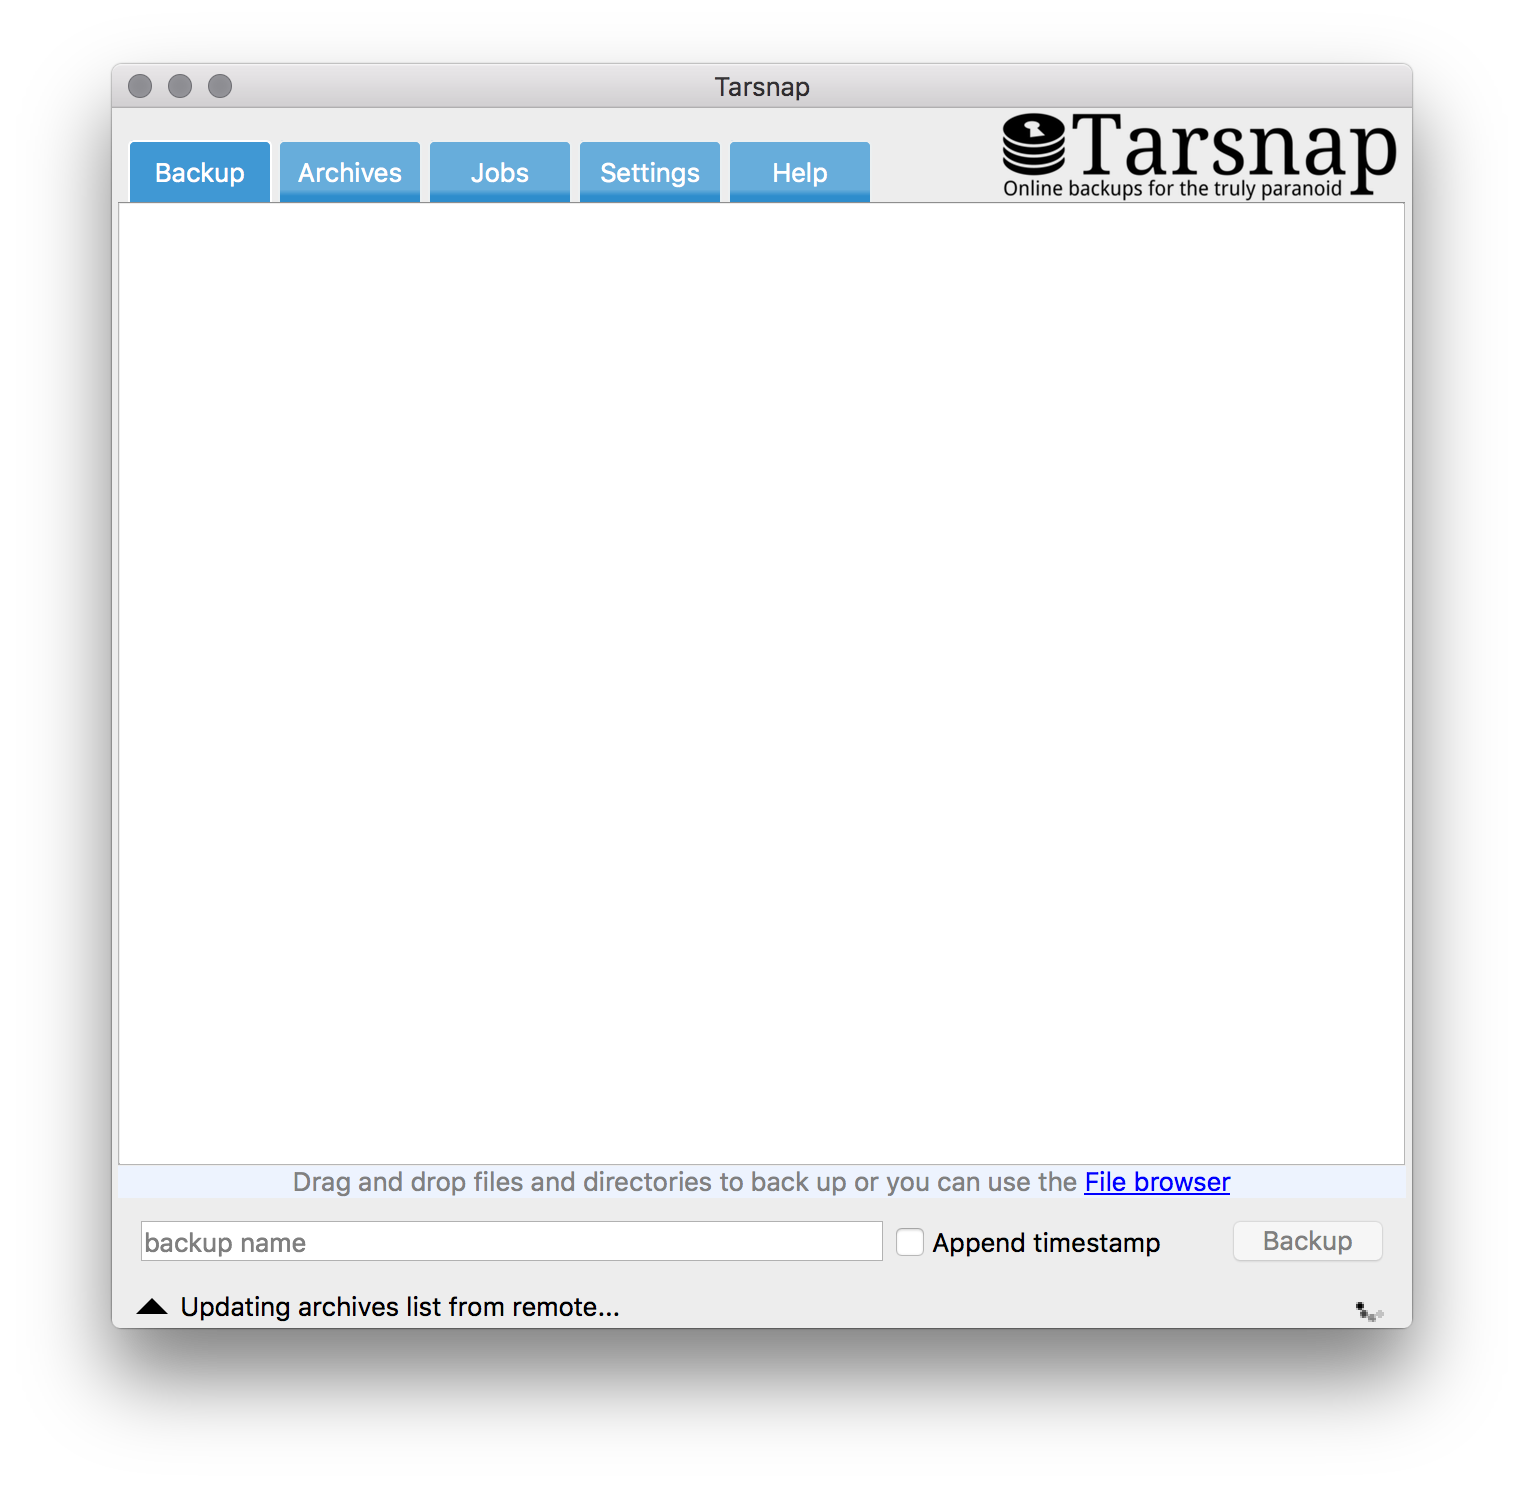 Tarsnap
Backup
Archives
Jobs
Settings
Help
Tarsnap
Online backups for the truly paranoid
Drag and drop files and directories to back up or you can use the File browser
backup name
Append timestamp
Backup
Updating archives list from remote...